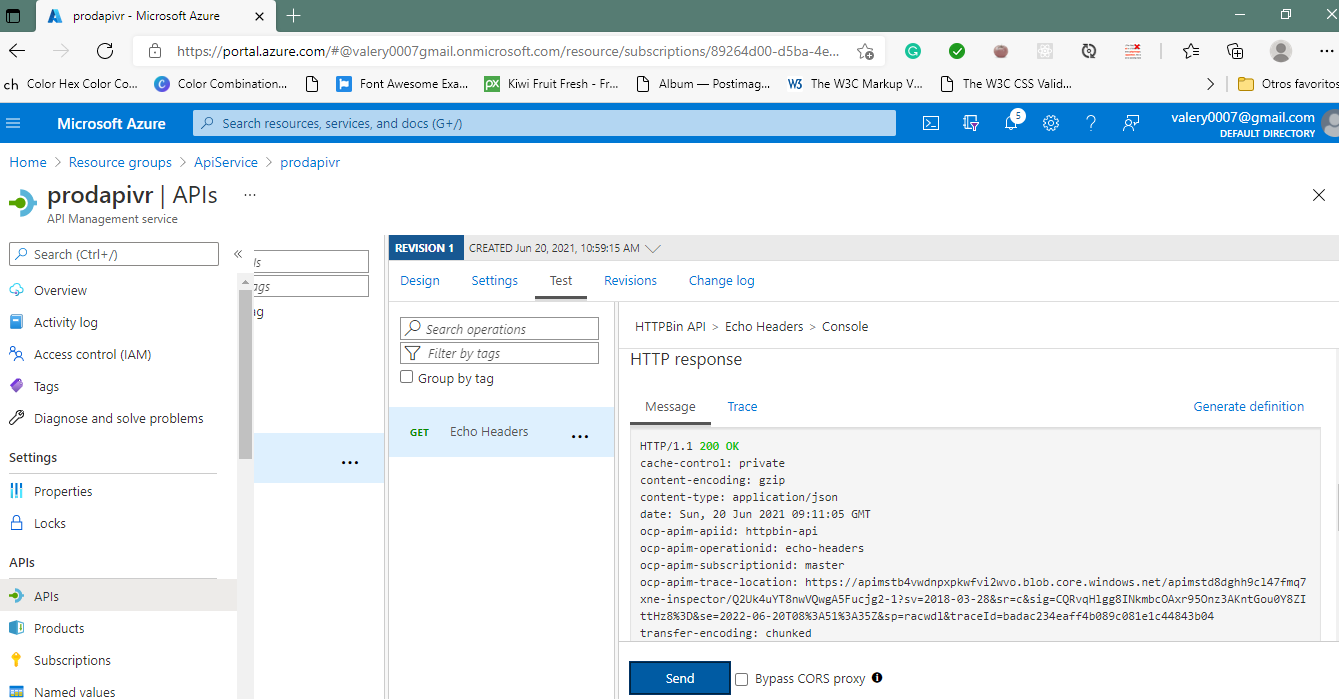 prodapivr - Microsoft Azure
https://portal.azure.com/#@valery0007gmail.onmicrosoft.com/resource/subscriptions/89264d00-d5ba-4e...
ch Color Hex Color Co... Color Combination... Font Awesome Exa... Kiwi Fruit Fresh - Fr... Album — Postimag... W3 The W3C Markup V... The W3C CSS Valid... Otros favoritos
Microsoft Azure
Search resources, services, and docs (G+/)
5
valery0007@gmail.com
DEFAULT DIRECTORY
Home > Resource groups > ApiService > prodapivr
prodapivr | APIs ...
API Management service
Search (Ctrl+/)
«
Overview
Activity log
Access control (IAM)
Tags
Diagnose and solve problems
Settings
Properties
Locks
APIs
APIs
Products
Subscriptions
Named values
ls
ags
ag
...
REVISION 1 CREATED Jun 20, 2021, 10:59:15 AM
Design Settings Test Revisions Change log
Search operations
Filter by tags
Group by tag
GET Echo Headers ...
HTTPBin API > Echo Headers > Console
HTTP response
Message Trace Generate definition
HTTP/1.1 200 OK
cache-control: private
content-encoding: gzip
content-type: application/json
date: Sun, 20 Jun 2021 09:11:05 GMT
ocp-apim-apiid: httpbin-api
ocp-apim-operationid: echo-headers
ocp-apim-subscriptionid: master
ocp-apim-trace-location: https://apimstb4vwdnpxpkwfvi2wvo.blob.core.windows.net/apimstd8dghh9cl47fmq7
xne-inspector/Q2Uk4uYT8nwVQwgA5Fucjg2-1?sv=2018-03-28&sr=c&sig=CQRvqHlgg8INkmbcOAxr95Onz3AKntGou0Y8ZI
ttHz8%3D&se=2022-06-20T08%3A51%3A35Z&sp=racwdl&traceId=badac234eaff4b089c081e1c44843b04
transfer-encoding: chunked
Send Bypass CORS proxy